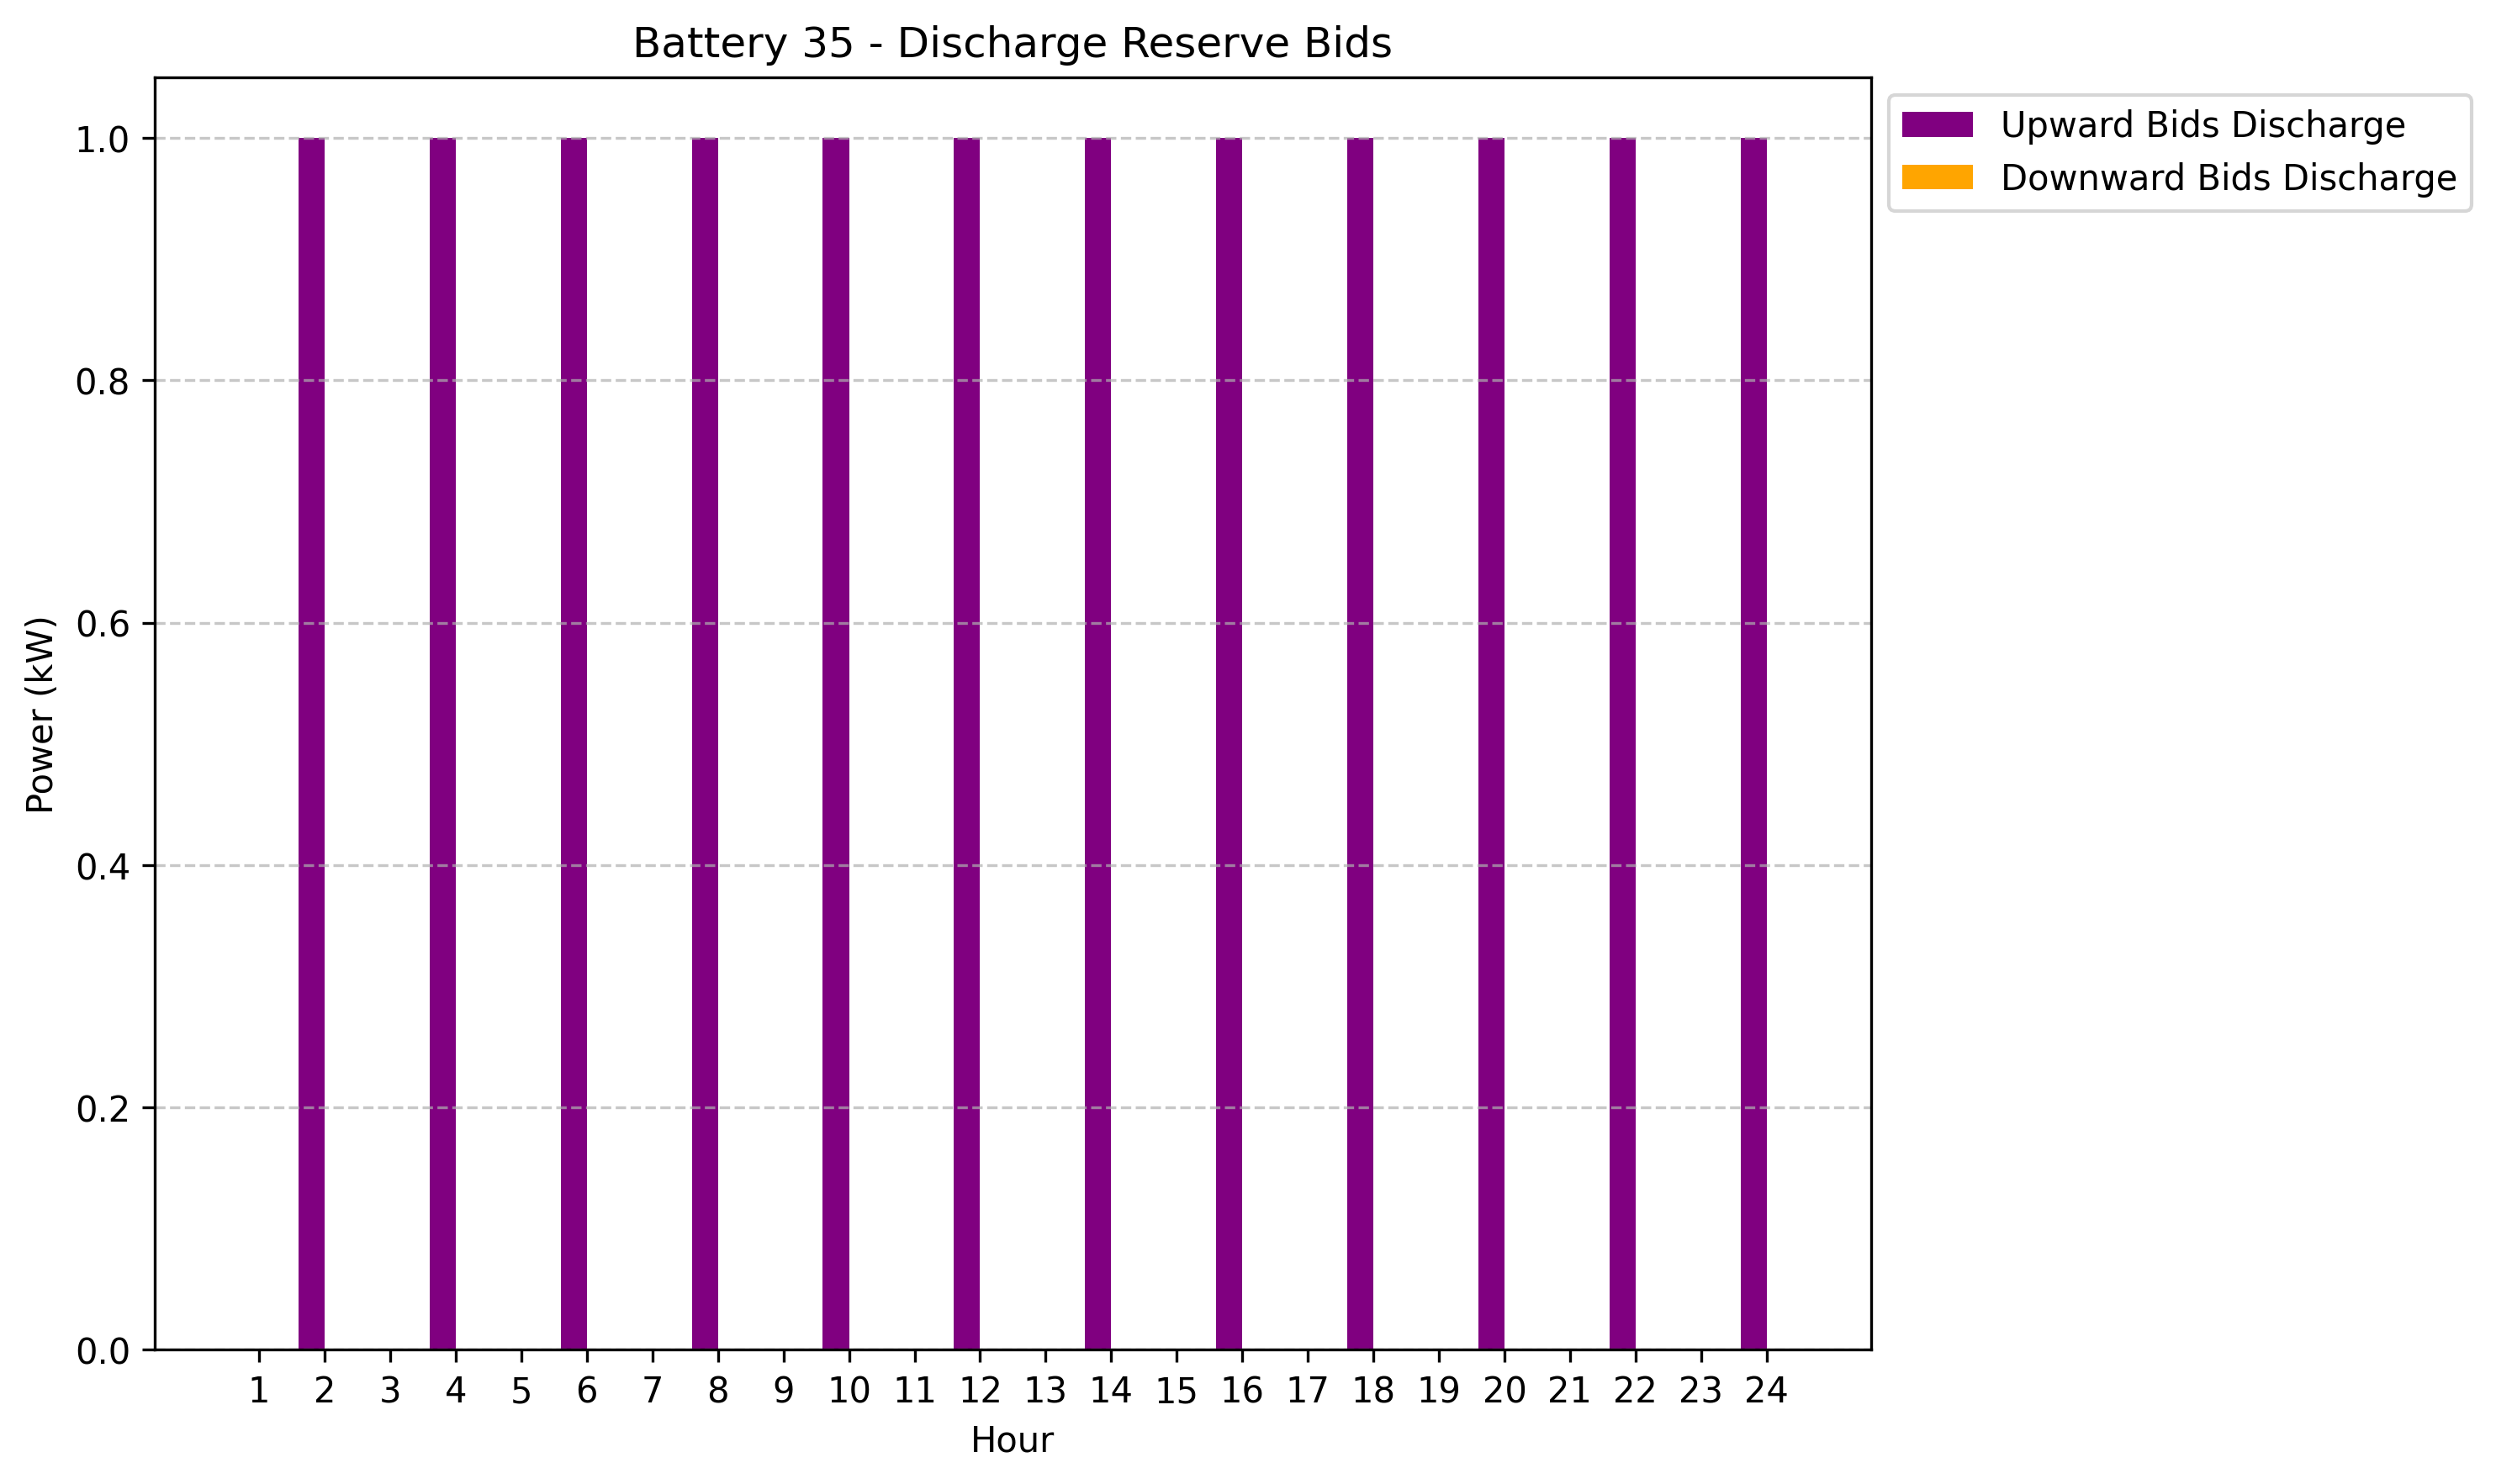 Battery 35 - Discharge Reserve Bids
Upward Bids Discharge
Downward Bids Discharge
Power (kW)
1.0
0.8
0.6
0.4
0.2
0.0
1 2 3 4 5 6 7 8 9 10 11 12 13 14 15 16 17 18 19 20 21 22 23 24
Hour